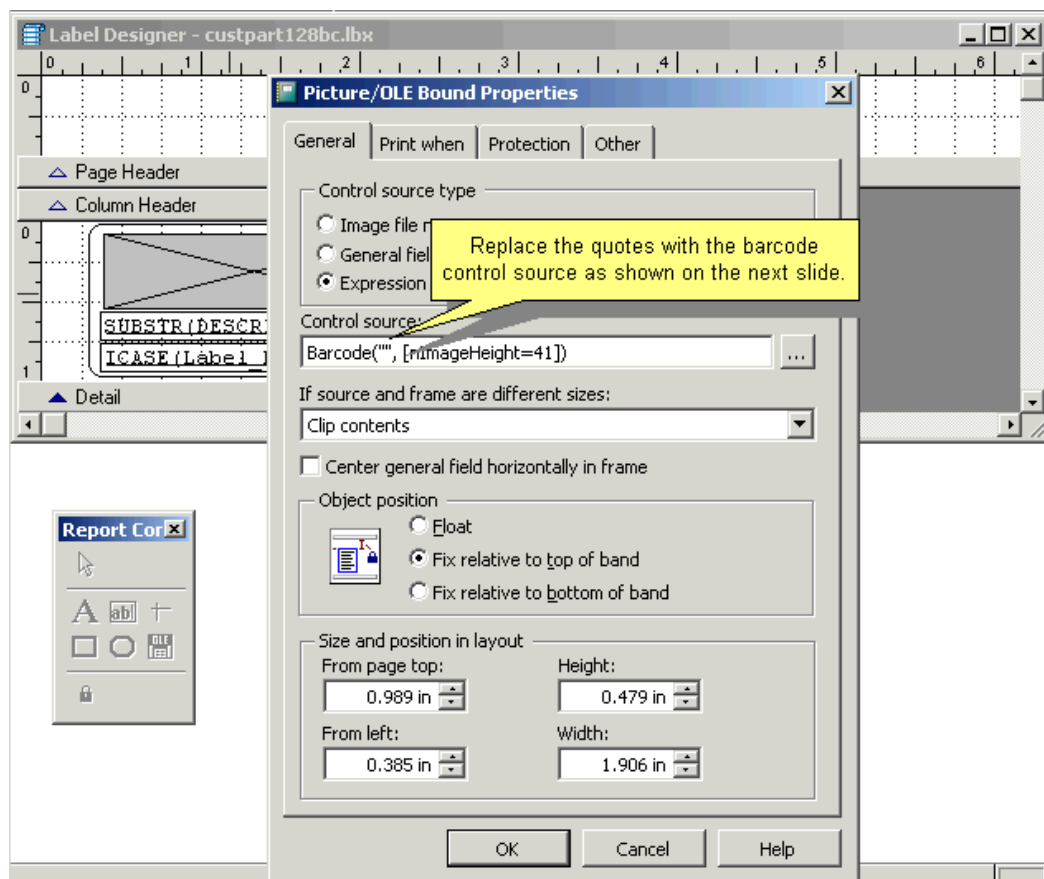 Label Designer - custpart128bc.lbx
0 1 2 3 4 5 6
0
Picture/OLE Bound Properties
General Print when Protection Other
Page Header
Control source type
Column Header
Image file
0
General fiel
Replace the quotes with the barcode
control source as shown on the next slide.
Expression
Control source:
SUBSTR(DESCR
Barcode("", [nImageHeight=41]) ...
ICASE(Label_
1
Detail
If source and frame are different sizes:
Clip contents
Center general field horizontally in frame
Object position
Report Cor
Float
Fix relative to top of band
Fix relative to bottom of band
A ab|
OLE
Size and position in layout
From page top: Height:
0.989 in 0.479 in
From left: Width:
0.385 in 1.906 in
OK Cancel Help